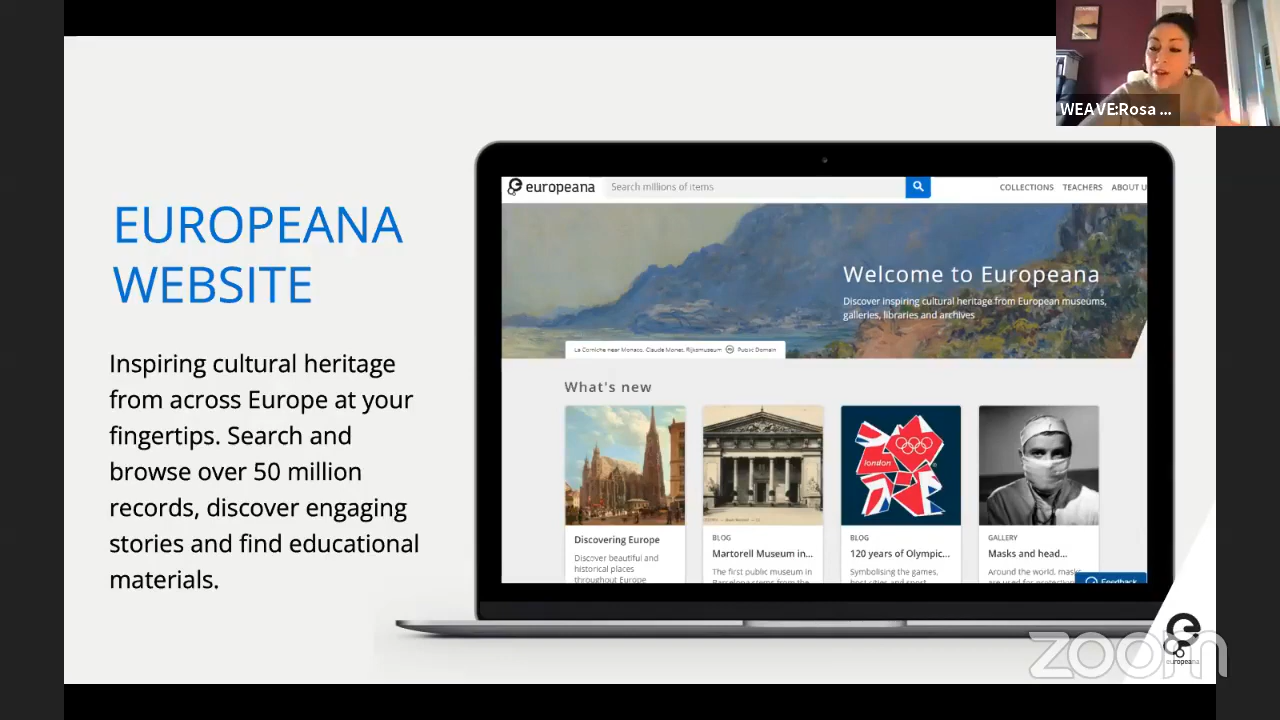 WEAVE:Rosa ...
EUROPEANA
WEBSITE
Inspiring cultural heritage
from across Europe at your
fingertips. Search and
browse over 50 million
records, discover engaging
stories and find educational
materials.
europeana
Search millions of items
COLLECTIONS TEACHERS ABOUT U
Welcome to Europeana
Discover inspiring cultural heritage from European museums,
galleries, libraries and archives
La Corniche near Monaco, Claude Monet, Rijksmuseum Public Domain
What's new
Discovering Europe
Discover beautiful and
historical places
throughout Europe
BLOG
Martorell Museum in...
The first public museum in
Barcelona stems from the
london
BLOG
120 years of Olympic...
Symbolising the games,
host cities and sport
GALLERY
Masks and head...
Around the world, masks
are used for protection
Feedback
zoom
europeana